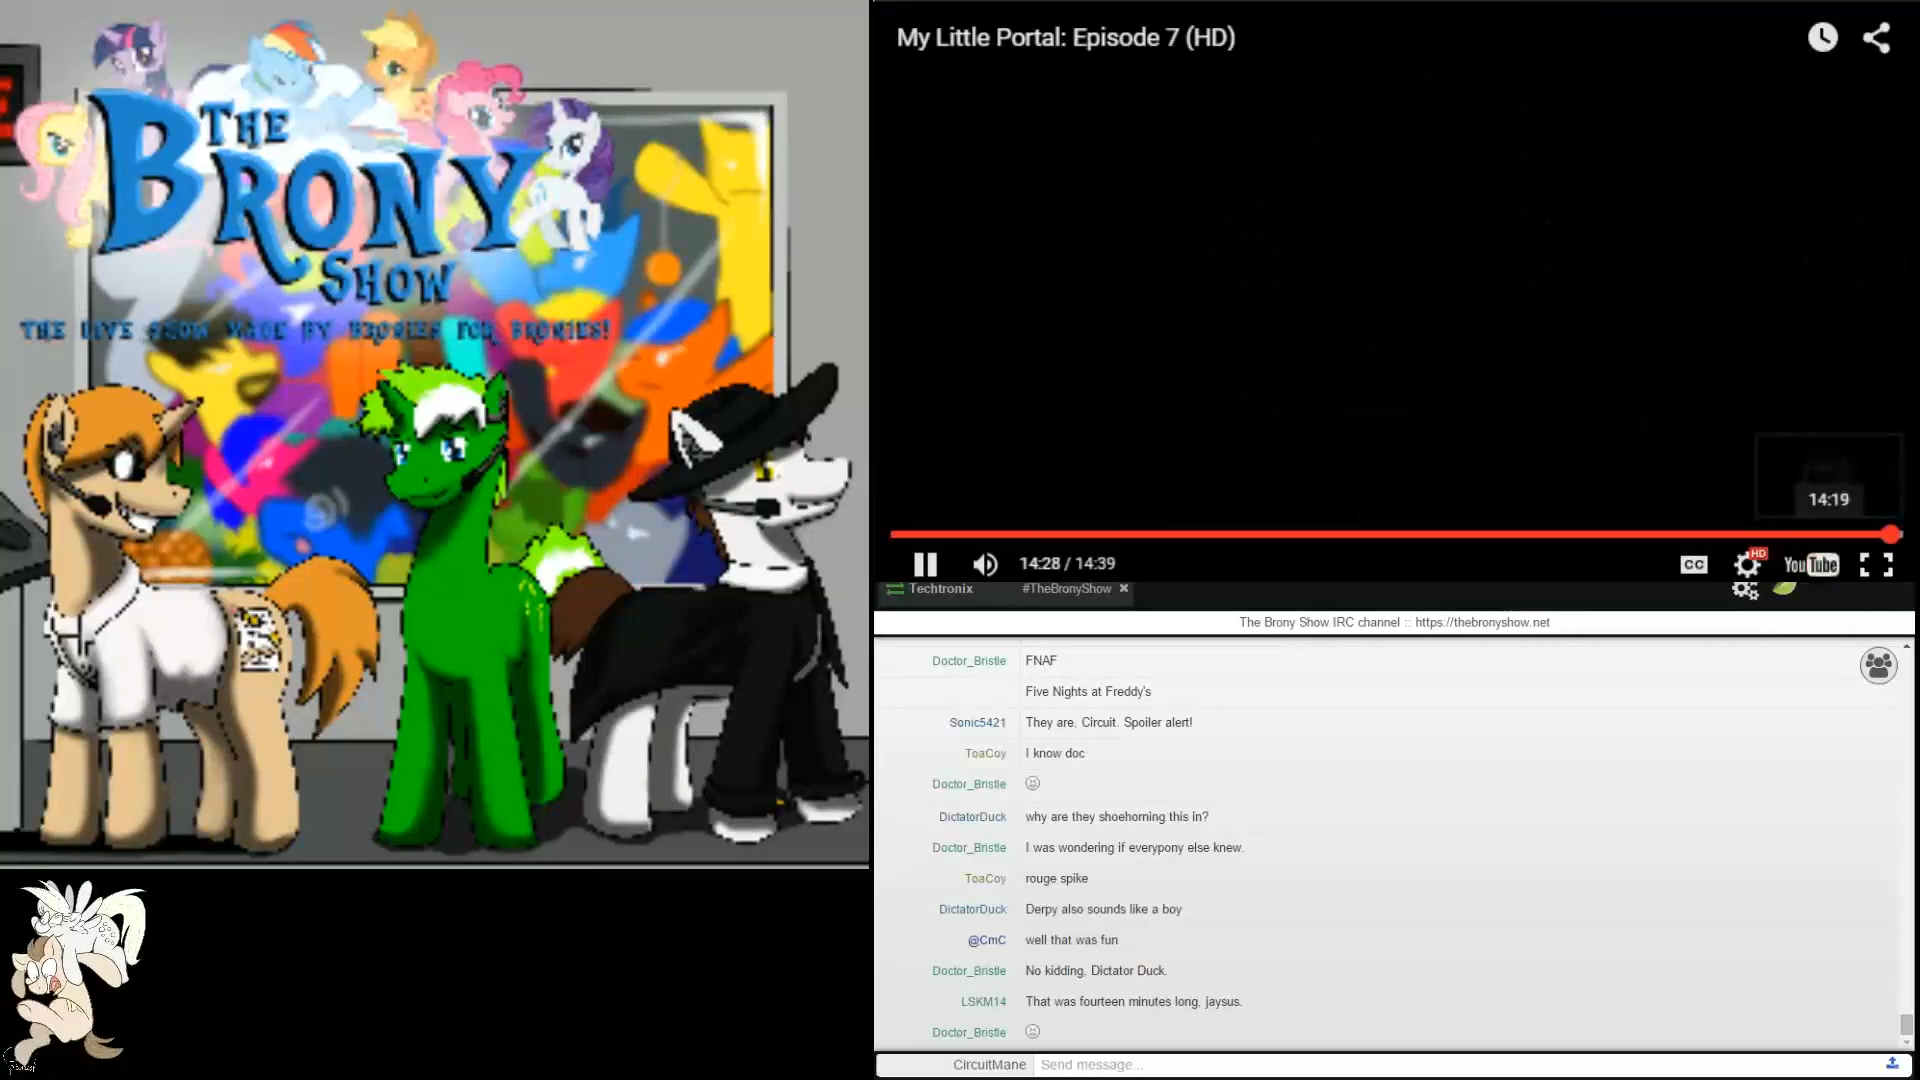 THE
BRONY
SHOW
THE LIVE SHOW MADE BY BRONIES FOR BRONIES!
My Little Portal: Episode 7 (HD)
14:19
14:28 / 14:39
CC
HD
YouTube
Techtronix
#TheBronyShow
The Brony Show IRC channel :: https://thebronyshow.net
Doctor_Bristle FNAF
Five Nights at Freddy's
Sonic5421 They are, Circuit. Spoiler alert!
ToaCoy I know doc
Doctor_Bristle
DictatorDuck why are they shoehorning this in?
Doctor_Bristle I was wondering if everypony else knew.
ToaCoy rouge spike
DictatorDuck Derpy also sounds like a boy
@CmC well that was fun
Doctor_Bristle No kidding, Dictator Duck.
LSKM14 That was fourteen minutes long, jaysus.
Doctor_Bristle
CircuitMane Send message...